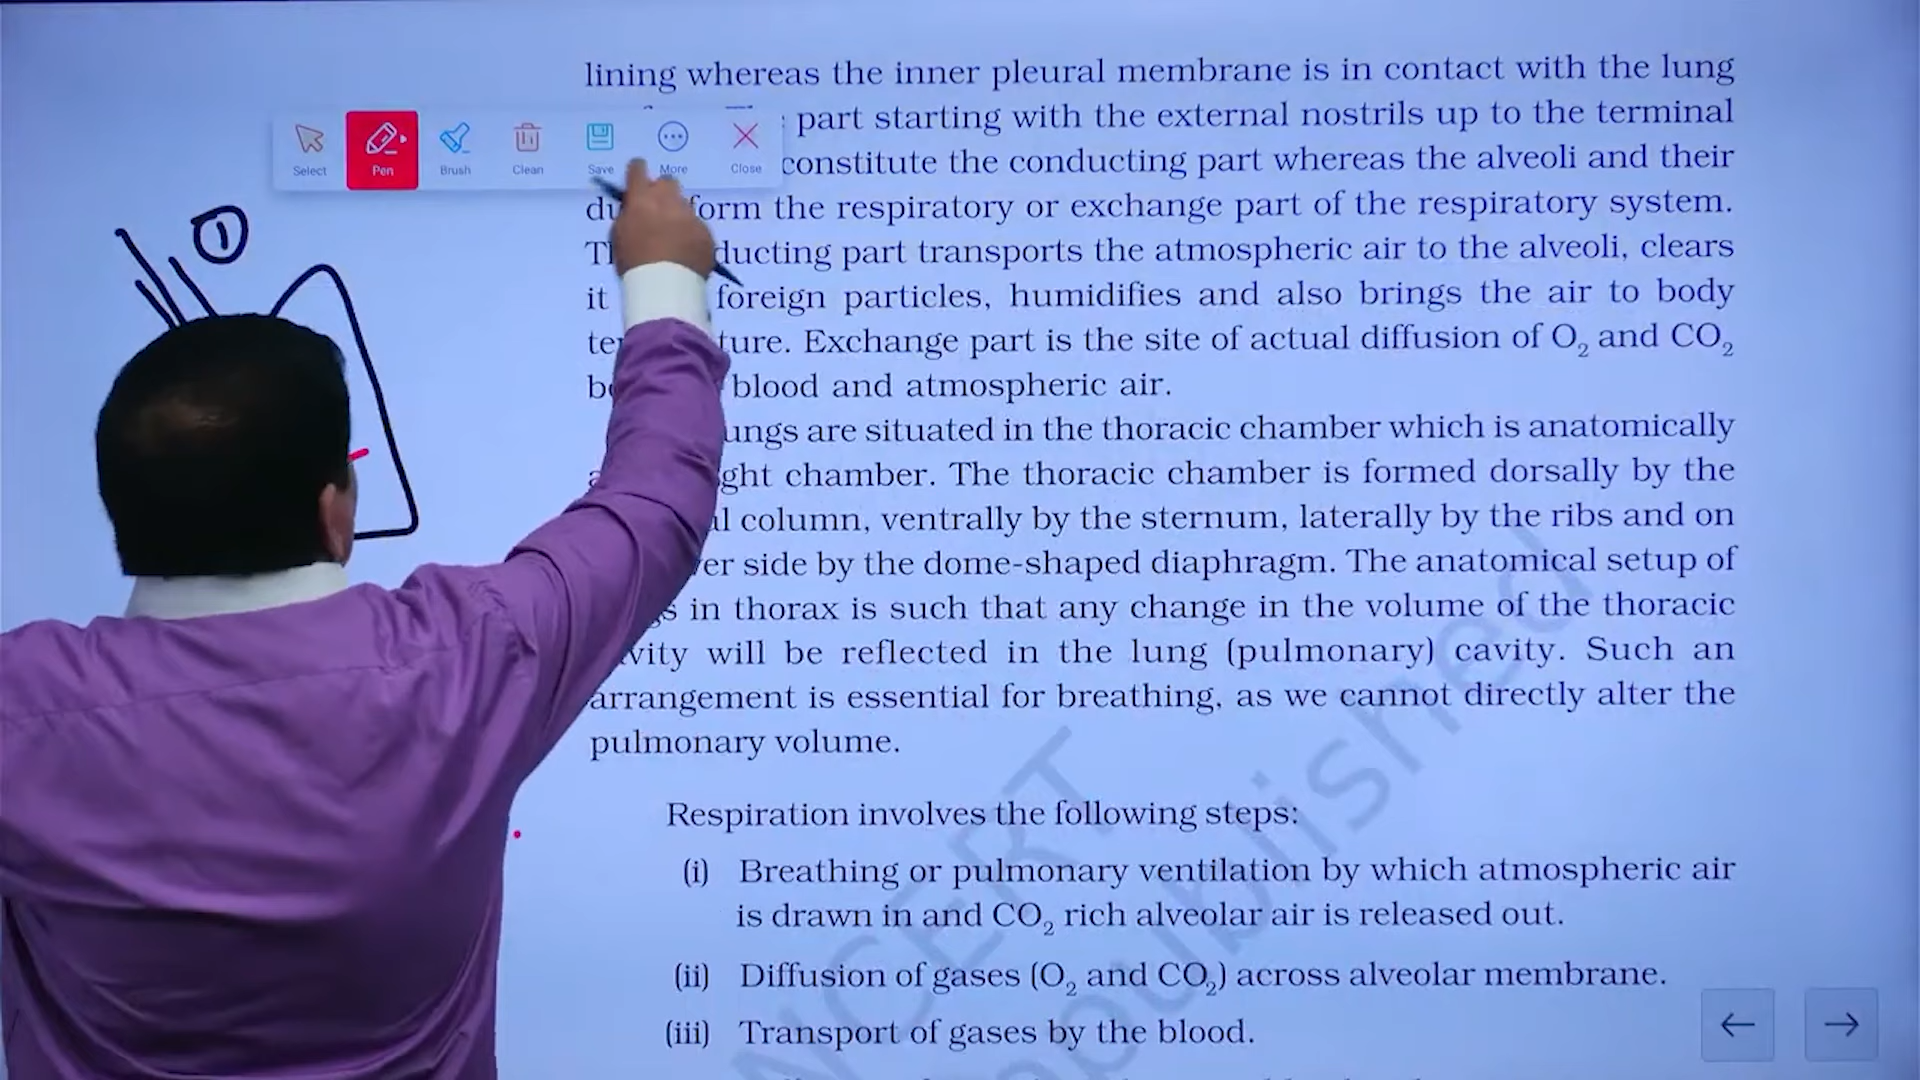 lining whereas the inner pleural membrane is in contact with the lung
part starting with the external nostrils up to the terminal
Select Pen Brush Clean Save More Close
constitute the conducting part whereas the alveoli and their
form the respiratory or exchange part of the respiratory system.
ducting part transports the atmospheric air to the alveoli, clears
①
it foreign particles, humidifies and also brings the air to body
ture. Exchange part is the site of actual diffusion of O₂ and CO₂
blood and atmospheric air.
ungs are situated in the thoracic chamber which is anatomically
ght chamber. The thoracic chamber is formed dorsally by the
l column, ventrally by the sternum, laterally by the ribs and on
er side by the dome-shaped diaphragm. The anatomical setup of
s in thorax is such that any change in the volume of the thoracic
vity will be reflected in the lung (pulmonary) cavity. Such an
arrangement is essential for breathing, as we cannot directly alter the
pulmonary volume.
Respiration involves the following steps:
(i) Breathing or pulmonary ventilation by which atmospheric air
is drawn in and CO₂ rich alveolar air is released out.
(ii) Diffusion of gases (O₂ and CO₂) across alveolar membrane.
(iii) Transport of gases by the blood.
NCERT
published